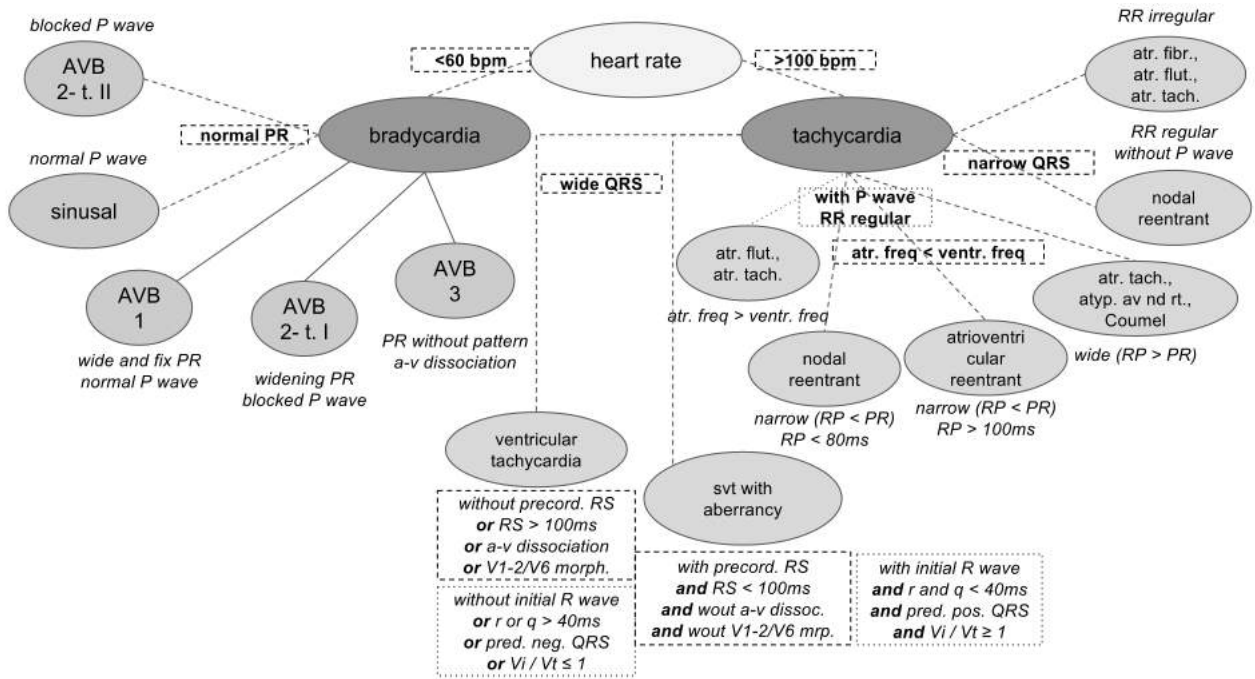 blocked P wave
AVB
2- t. II
<60 bpm
heart rate
>100 bpm
RR irregular
atr. fibr.,
atr. flut.,
atr. tach.
normal PR
bradycardia
tachycardia
narrow QRS
RR regular
without P wave
nodal
reentrant
normal P wave
sinusal
wide QRS
with P wave
RR regular
atr. flut.,
atr. tach.
atr. freq > ventr. freq
atr. freq < ventr. freq
AVB
1
wide and fix PR
normal P wave
AVB
2- t. I
widening PR
blocked P wave
AVB
3
PR without pattern
a-v dissociation
nodal
reentrant
narrow (RP < PR)
RP < 80ms
atrioventri
cular
reentrant
narrow (RP < PR)
RP > 100ms
atr. tach.,
atyp. av nd rt.,
Coumel
wide (RP > PR)
ventricular
tachycardia
without precord. RS
or RS > 100ms
or a-v dissociation
or V1-2/V6 morph.
without initial R wave
or r or q > 40ms
or pred. neg. QRS
or Vi / Vt ≤ 1
svt with
aberrancy
with precord. RS
and RS < 100ms
and wout a-v dissoc.
and wout V1-2/V6 mrp.
with initial R wave
and r and q < 40ms
and pred. pos. QRS
and Vi / Vt ≥ 1